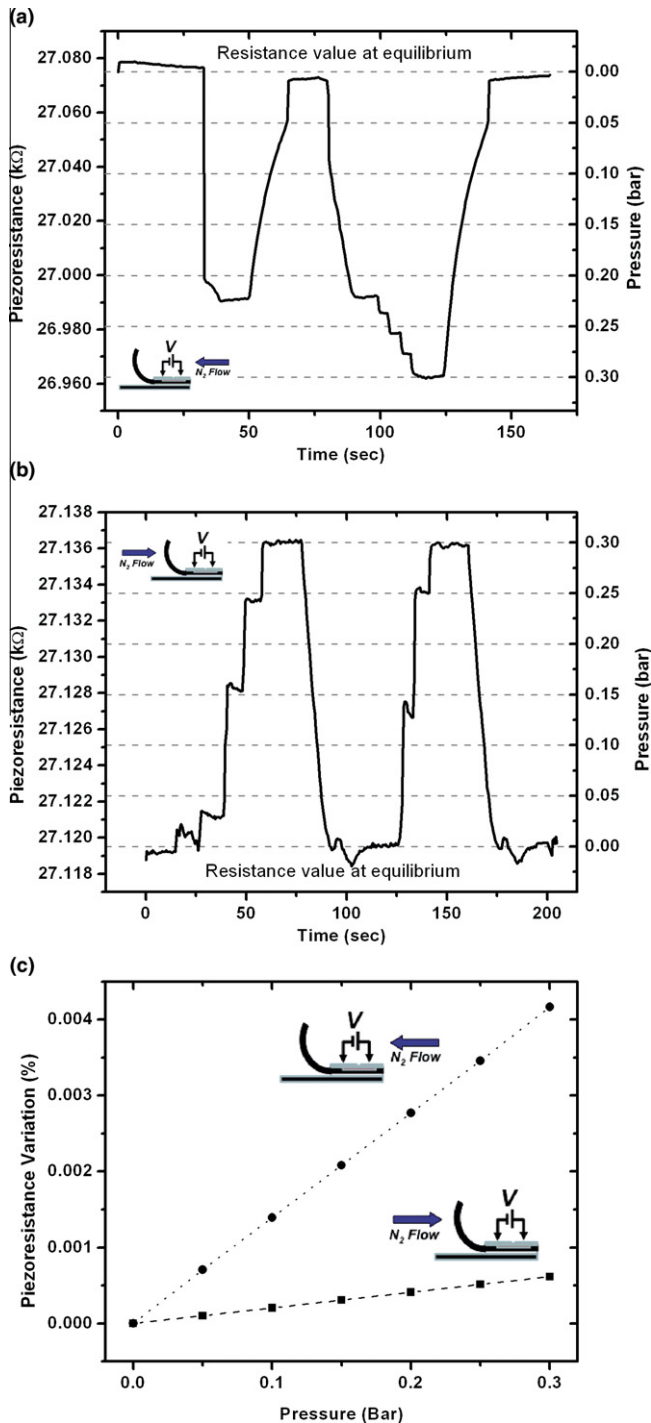 (a)
Resistance value at equilibrium
27.080
27.060
27.040
27.020
27.000
26.980
26.960
Piezoresistance (kΩ)
0.00
0.05
0.10
0.15
0.20
0.25
0.30
Pressure (bar)
V
N2 Flow
0
50
100
150
Time (sec)
(b)
27.138
27.136
27.134
27.130
27.128
27.126
27.122
27.120
27.118
Piezoresistance (kΩ)
V
N2 Flow
0.30
0.25
0.20
0.15
0.10
0.05
0.00
Pressure (bar)
Resistance value at equilibrium
0
50
100
150
200
Time (sec)
(c)
0.004
0.003
0.002
0.001
0.000
Piezoresistance Variation (%)
V
N2 Flow
V
N2 Flow
0.0
0.1
0.2
0.3
Pressure (Bar)